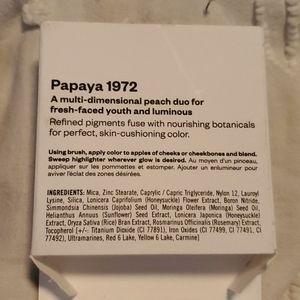 Papaya 1972
A multi-dimensional peach duo for
fresh-faced youth and luminous
Refined pigments fuse with nourishing botanicals
for perfect, skin-cushioning color.
Using brush, apply color to apples of cheeks or cheekbones and blend.
Sweep highlighter wherever glow is desired. Au moyen d'un pinceau,
appliquer sur les pommettes et estomper. Ajouter un enlumineur pour
aviver l'éclat des zones désirées.
INGREDIENTS: Mica, Zinc Stearate, Caprylic / Capric Triglyceride, Nylon 12, Lauroyl
Lysine, Silica, Lonicera Caprifolium (Honeysuckle) Flower Extract, Boron Nitride,
Simmondsia Chinensis (Jojoba) Seed Oil, Moringa Oleifera (Moringa) Seed Oil,
Helianthus Annuus (Sunflower) Seed Extract, Lonicera Japonica (Honeysuckle)
Extract, Oryza Sativa (Rice) Bran Extract, Rosmarinus Officinalis (Rosemary) Extract,
Tocopherol [+/-: Titanium Dioxide (CI 77891), Iron Oxides (CI 77499, CI 77491, CI
77492), Ultramarines, Red 6 Lake, Yellow 6 Lake, Carmine]